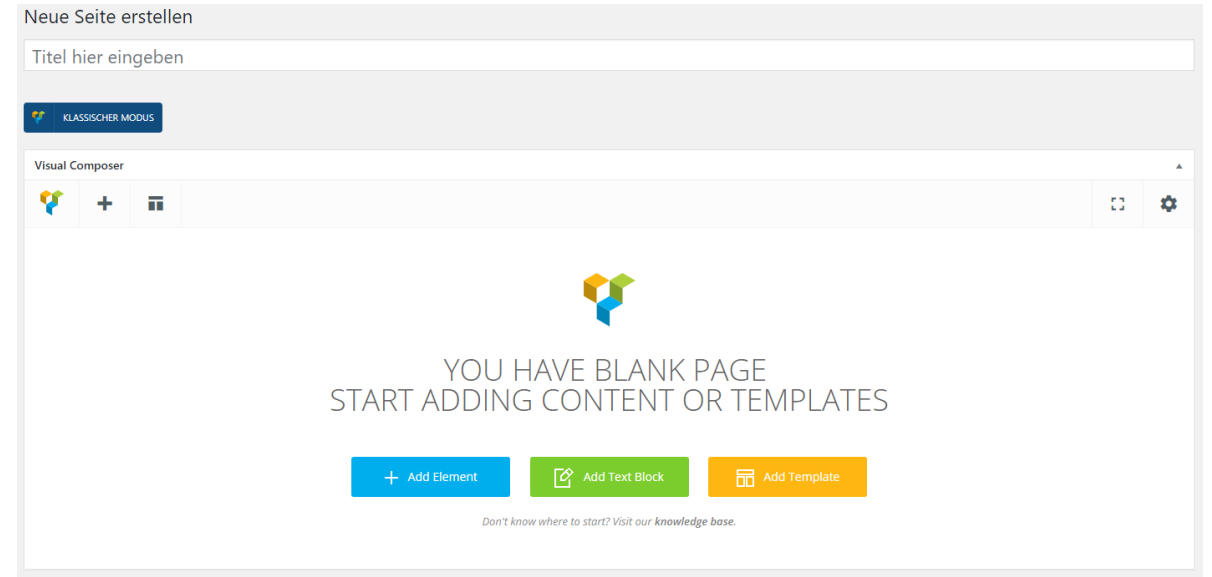 Neue Seite erstellen
Titel hier eingeben
KLASSISCHER MODUS
Visual Composer
YOU HAVE BLANK PAGE
START ADDING CONTENT OR TEMPLATES
Add Element
Add Text Block
Add Template
Don't know where to start? Visit our knowledge base.